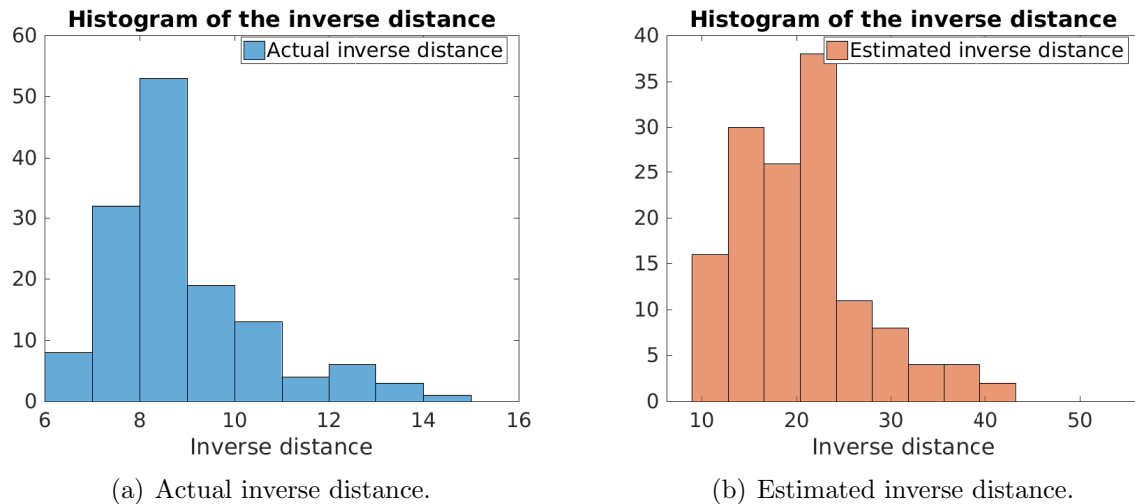 Histogram of the inverse distance
Actual inverse distance
60
50
40
30
20
10
0
6 8 10 12 14 16
Inverse distance
(a) Actual inverse distance.
Histogram of the inverse distance
Estimated inverse distance
40
35
30
25
20
15
10
5
0
10 20 30 40 50
Inverse distance
(b) Estimated inverse distance.